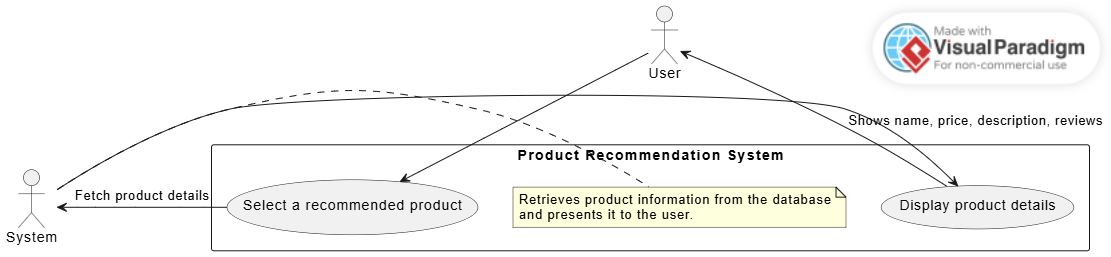 Made with
Visual Paradigm
For non-commercial use
User
Shows name, price, description, reviews
Product Recommendation System
Fetch product details
Select a recommended product
Retrieves product information from the database
and presents it to the user.
Display product details
System